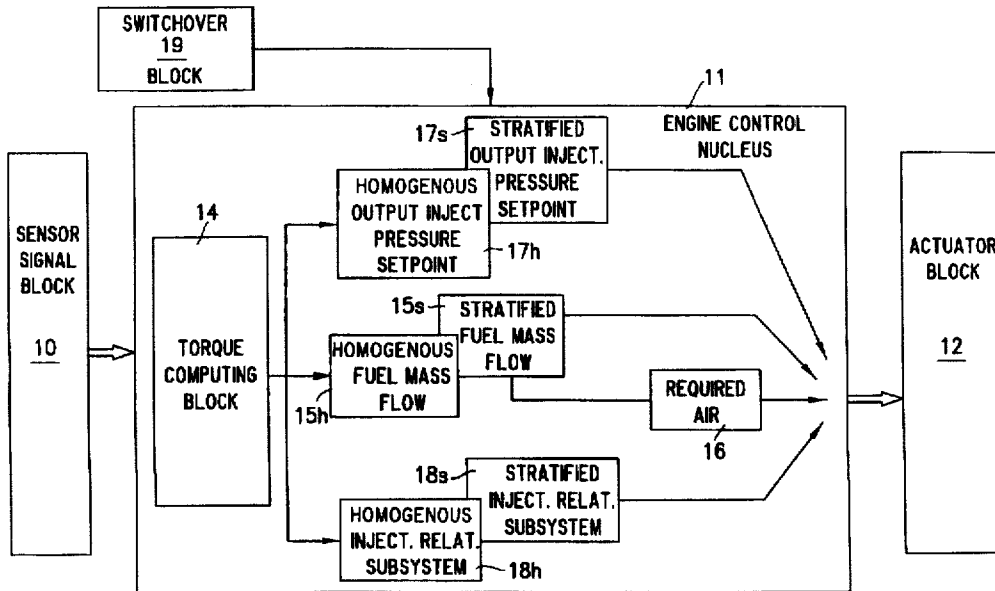 SWITCHOVER
19
BLOCK
11
ENGINE CONTROL
NUCLEUS
17s
STRATIFIED
OUTPUT INJECT.
PRESSURE
SETPOINT
HOMOGENOUS
OUTPUT INJECT
PRESSURE
SETPOINT
17h
SENSOR
SIGNAL
BLOCK
10
14
TORQUE
COMPUTING
BLOCK
15s
STRATIFIED
FUEL MASS
FLOW
HOMOGENOUS
FUEL MASS
FLOW
15h
REQUIRED
AIR
16
18s
STRATIFIED
INJECT. RELAT.
SUBSYSTEM
HOMOGENOUS
INJECT. RELAT.
SUBSYSTEM
18h
ACTUATOR
BLOCK
12